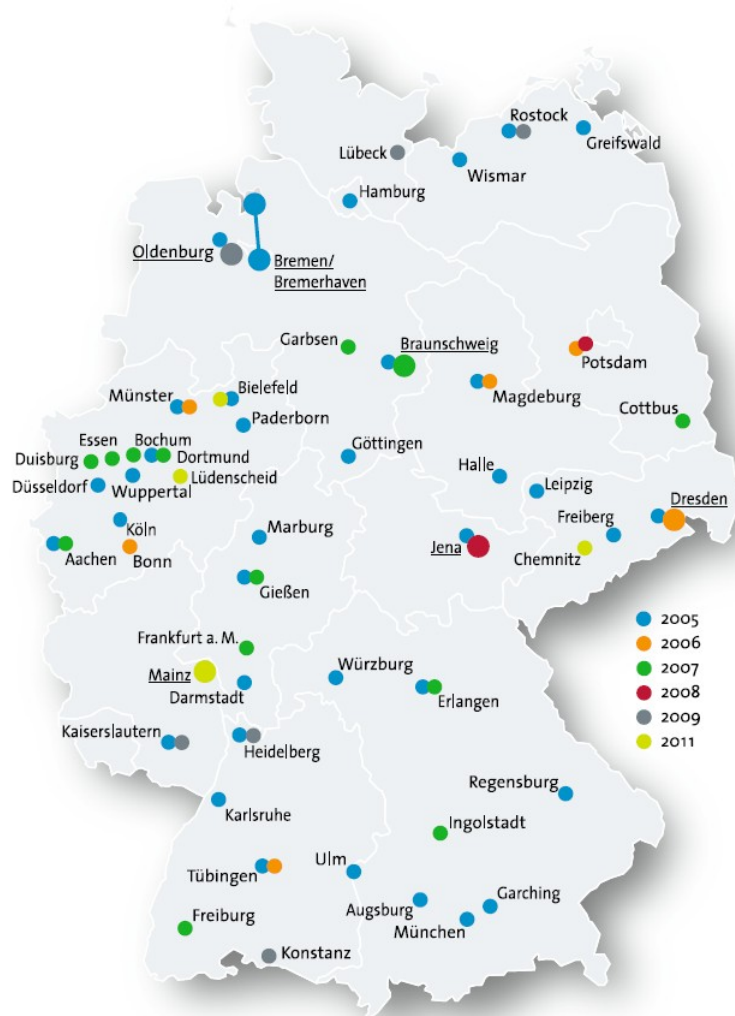 Rostock
Greifswald
Lübeck
Wismar
Hamburg
Oldenburg
Bremen/
Bremerhaven
Garbsen
Braunschweig
Potsdam
Münster
Bielefeld
Magdeburg
Paderborn
Cottbus
Essen
Bochum
Göttingen
Duisburg
Dortmund
Halle
Lüdenscheid
Düsseldorf
Wuppertal
Leipzig
Dresden
Köln
Marburg
Freiberg
Aachen
Bonn
Jena
Chemnitz
Gießen
2005
Frankfurt a. M.
2006
Würzburg
2007
Mainz
Darmstadt
Erlangen
2008
2009
Kaiserslautern
2011
Heidelberg
Regensburg
Karlsruhe
Ingolstadt
Ulm
Tübingen
Garching
Augsburg
Freiburg
München
Konstanz